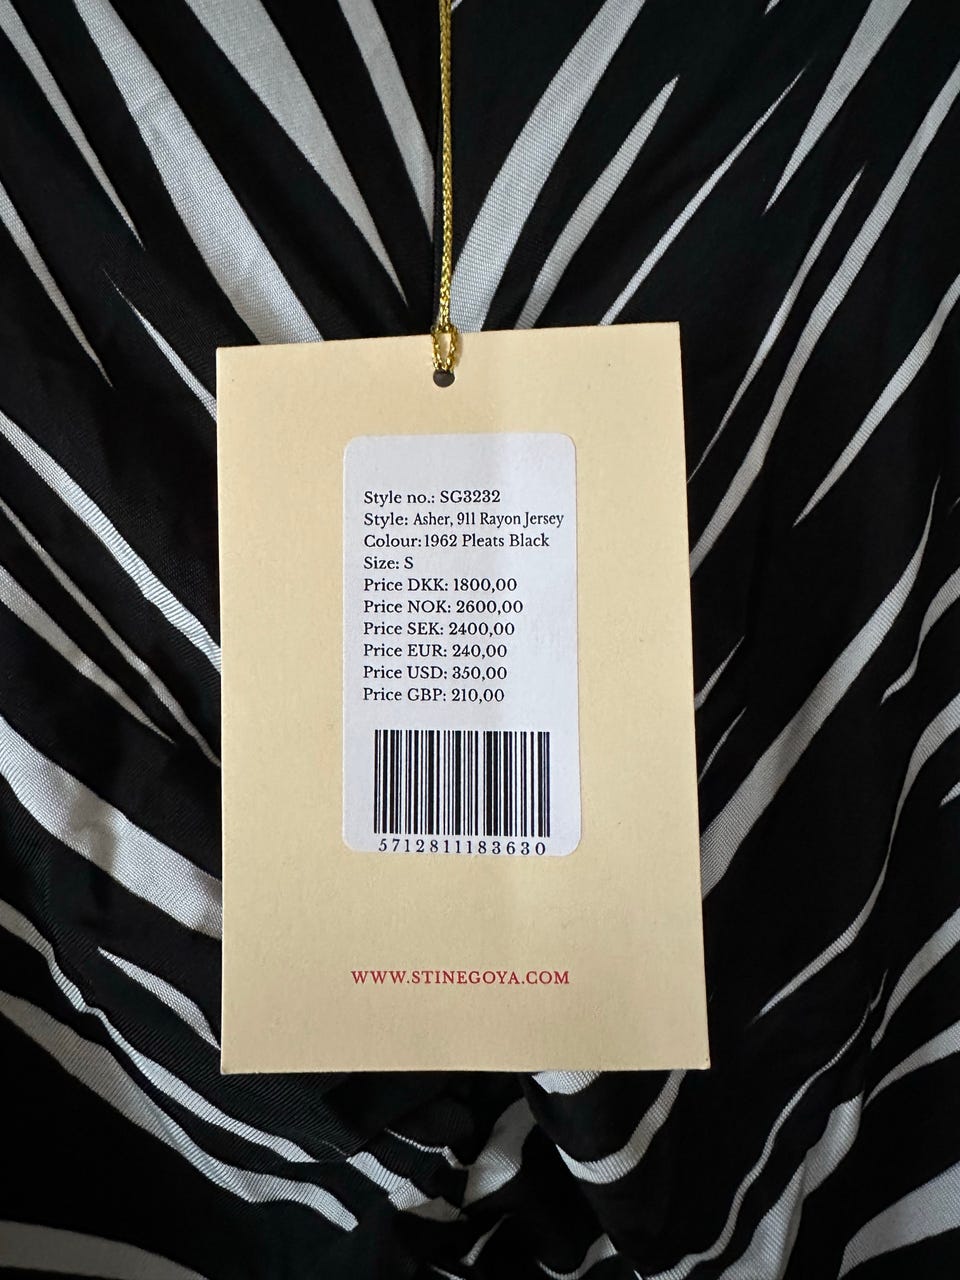 Style no.: SG3232
Style: Asher, 911 Rayon Jersey
Colour: 1962 Pleats Black
Size: S
Price DKK: 1800,00
Price NOK: 2600,00
Price SEK: 2400,00
Price EUR: 240,00
Price USD: 350,00
Price GBP: 210,00
5712811183630
WWW.STINEGOYA.COM